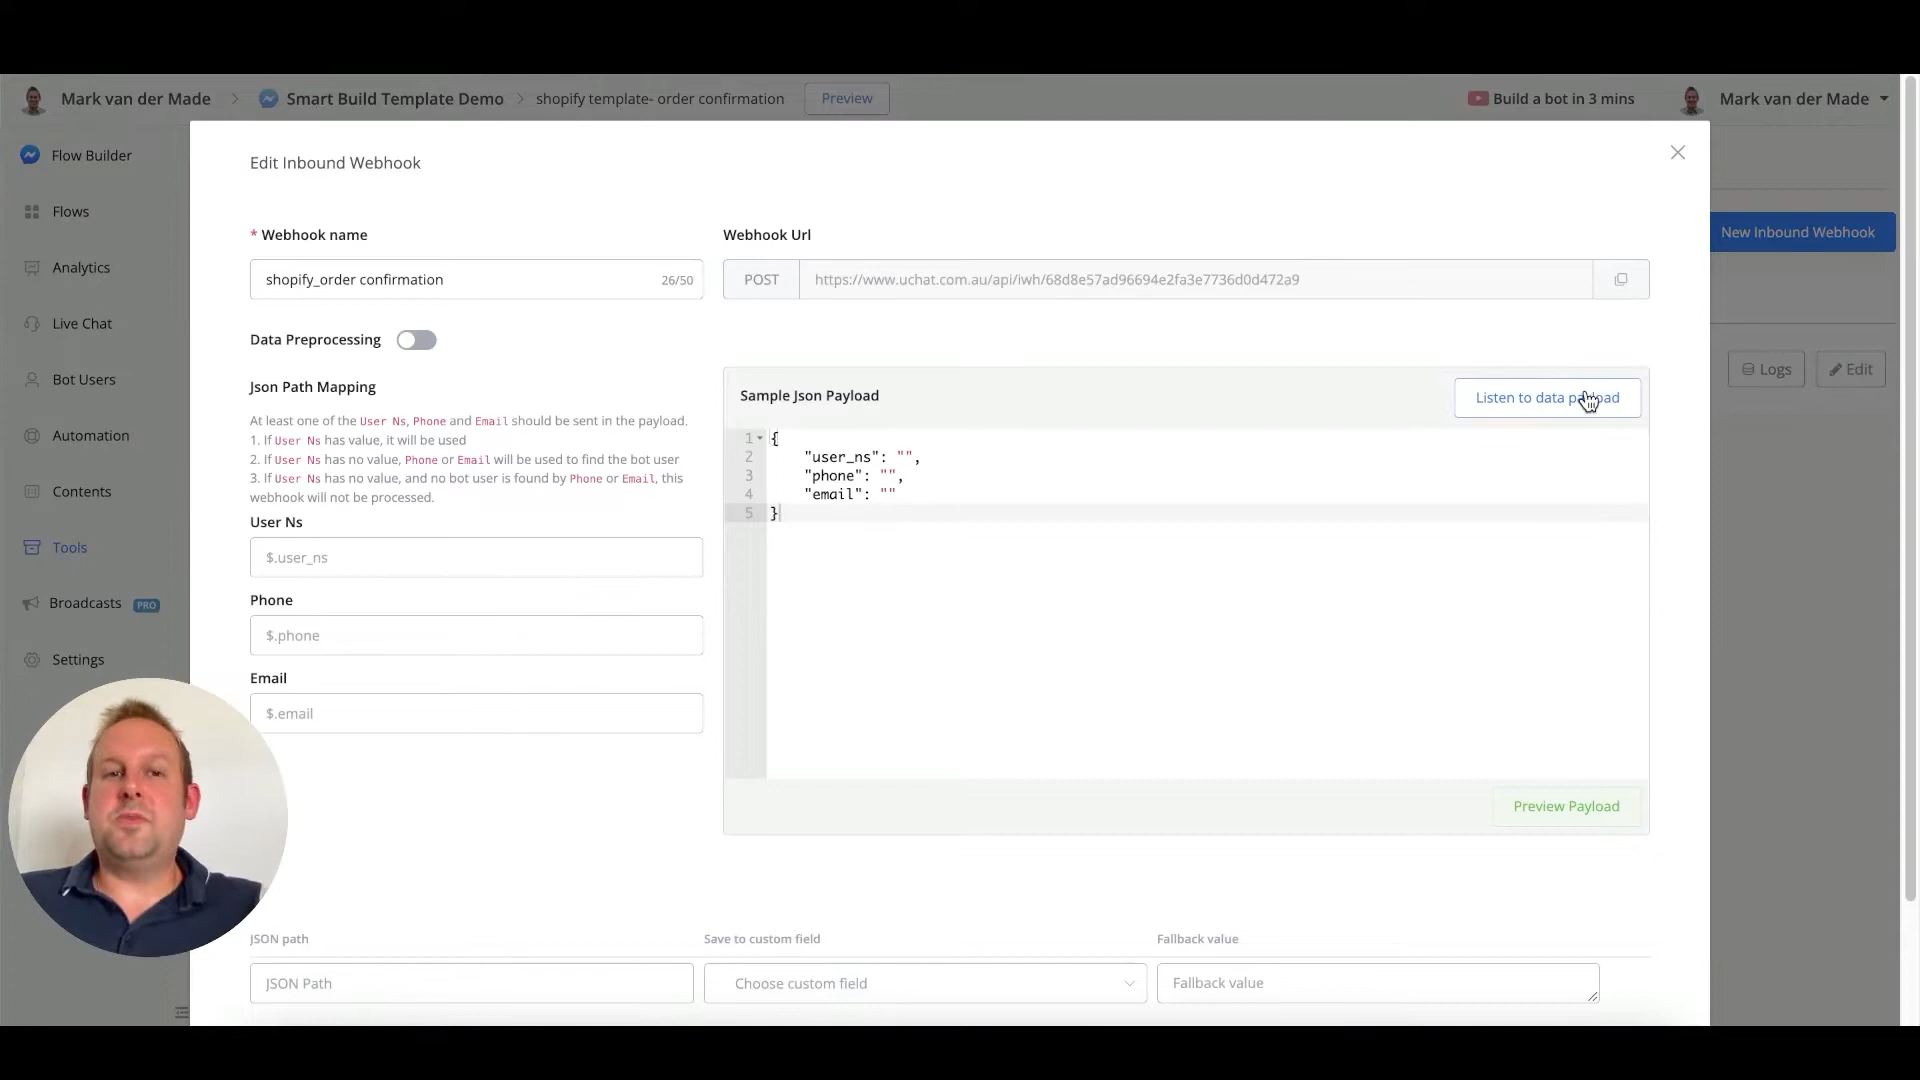 Mark van der Made > Smart Build Template Demo > shopify template- order confirmation Preview Build a bot in 3 mins Mark van der Made
Flow Builder
Flows
Analytics
Live Chat
Bot Users
Automation
Contents
Tools
Broadcasts PRO
Settings
Edit Inbound Webhook
New Inbound Webhook
Logs Edit
* Webhook name
shopify_order confirmation 26/50
Webhook Url
POST https://www.uchat.com.au/api/iwh/68d8e57ad96694e2fa3e7736d0d472a9
Data Preprocessing
Json Path Mapping
At least one of the User Ns, Phone and Email should be sent in the payload.
1. If User Ns has value, it will be used
2. If User Ns has no value, Phone or Email will be used to find the bot user
3. If User Ns has no value, and no bot user is found by Phone or Email, this
webhook will not be processed.
User Ns
$.user_ns
Phone
$.phone
Email
$.email
Sample Json Payload
Listen to data payload
1 {
2 "user_ns": "",
3 "phone": "",
4 "email": ""
5 }
Preview Payload
JSON path Save to custom field Fallback value
JSON Path Choose custom field Fallback value